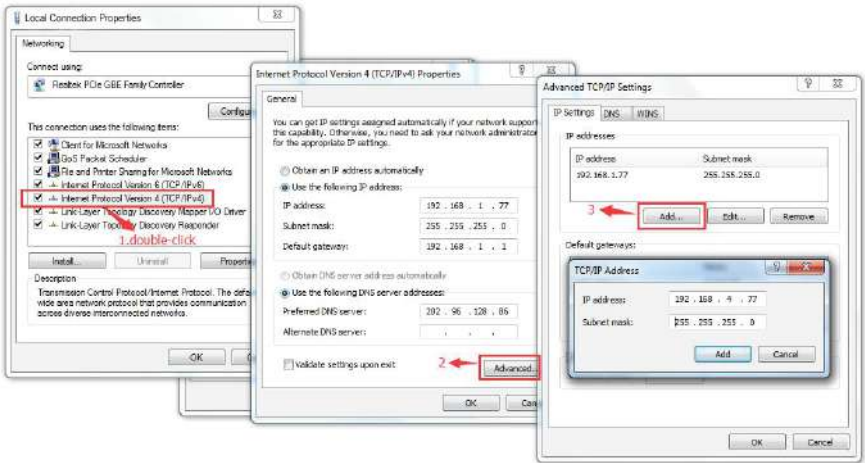 Local Connection Properties
Networking
Connect using:
Realtek PCIe GBE Family Controller
Configu
This connection uses the following items:
Client for Microsoft Networks
QoS Packet Scheduler
File and Printer Sharing for Microsoft Networks
Internet Protocol Version 6 (TCP/IPv6)
Internet Protocol Version 4 (TCP/IPv4)
Link-Layer Topology Discovery Mapper I/O Driver
Link-Layer Topology Discovery Responder
1.double-click
Install...
Uninstall
Properti
Description
Transmission Control Protocol/Internet Protocol. The defa
wide area network protocol that provides communication
across diverse interconnected networks.
OK
Internet Protocol Version 4 (TCP/IPv4) Properties
General
You can get IP settings assigned automatically if your network support
this capability. Otherwise, you need to ask your network administrator
for the appropriate IP settings.
Obtain an IP address automatically
Use the following IP address:
IP address: 192 . 168 . 1 . 77
Subnet mask: 255 . 255 . 255 . 0
Default gateway: 192 . 168 . 1 . 1
Obtain DNS server address automatically
Use the following DNS server addresses:
Preferred DNS server: 202 . 96 . 128 . 86
Alternate DNS server: . . .
Validate settings upon exit
2
Advanced...
OK
Can
Advanced TCP/IP Settings
IP Settings DNS WINS
IP addresses
IP address Subnet mask
192.168.1.77 255.255.255.0
3
Add...
Edit...
Remove
Default gateways:
TCP/IP Address
IP address: 192 . 168 . 4 . 77
Subnet mask: 255 . 255 . 255 . 0
Add
Cancel
OK
Cancel